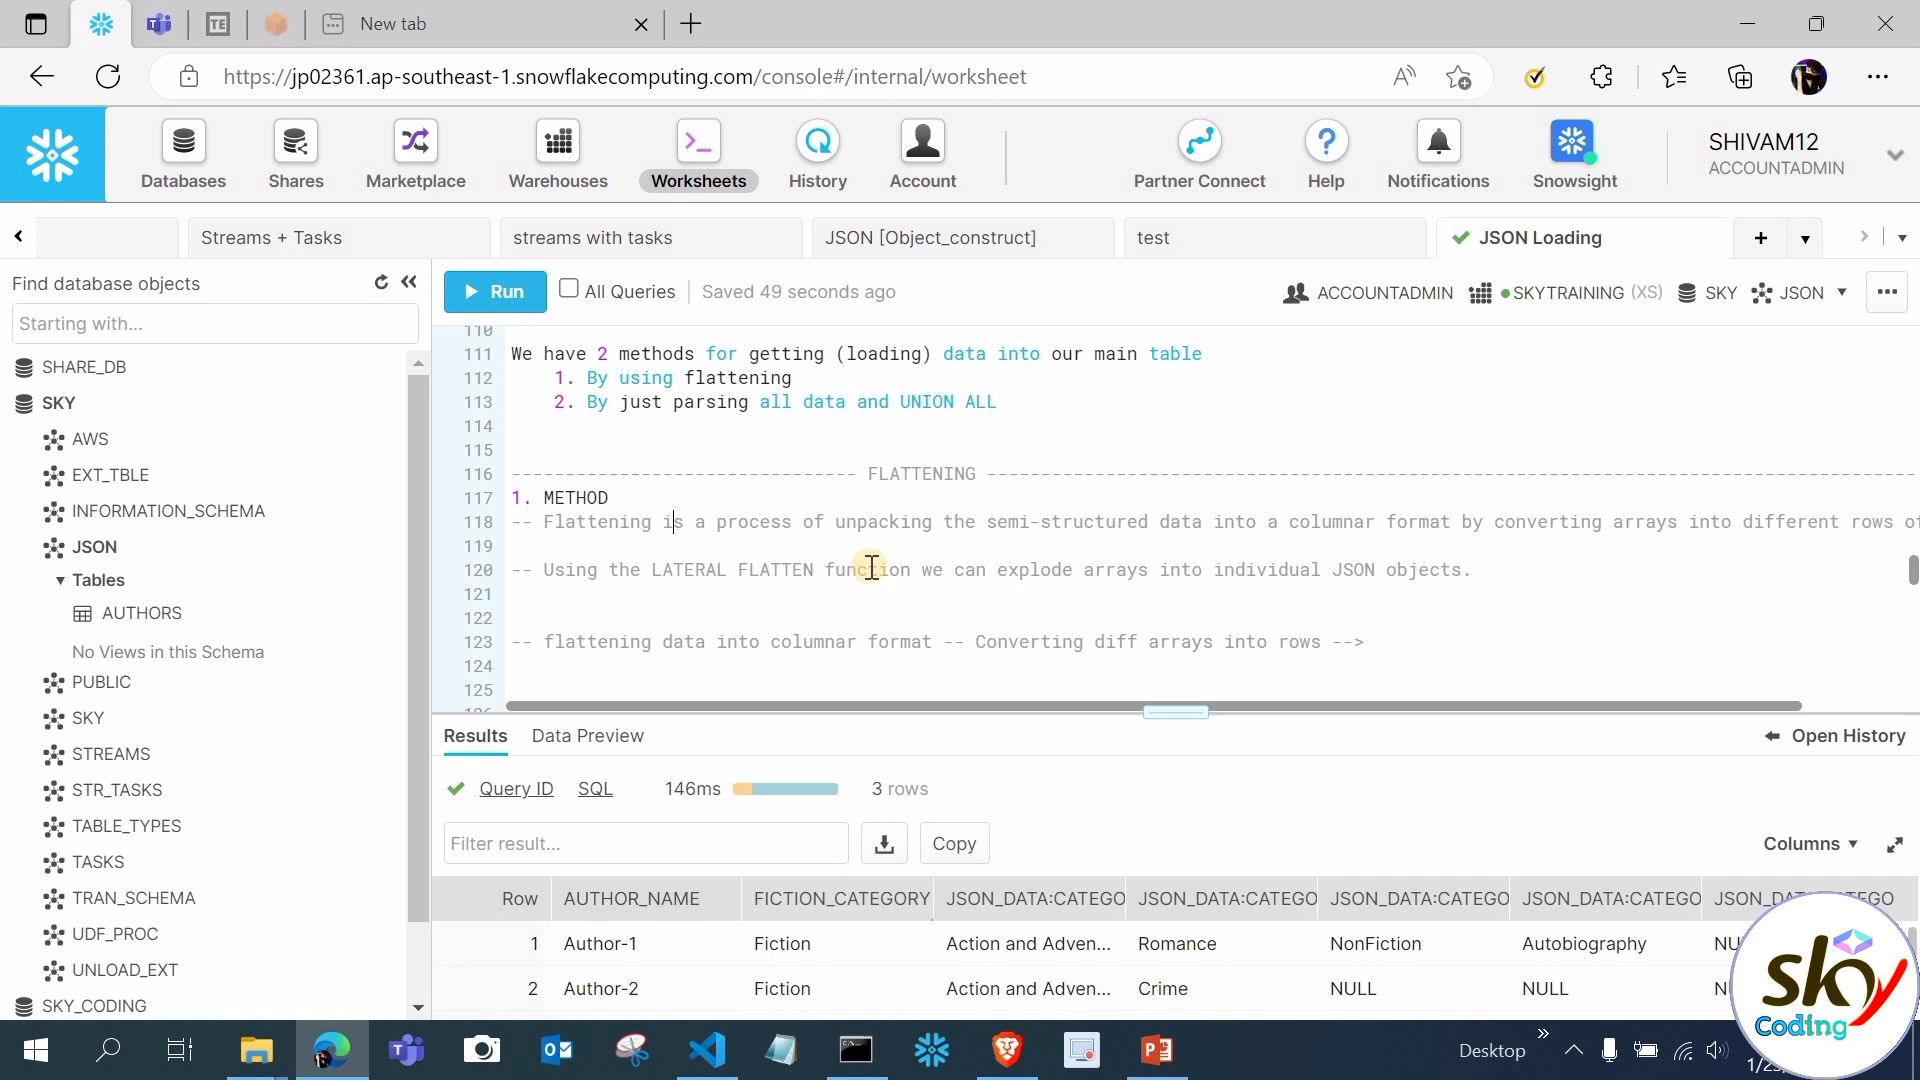 New tab
https://jp02361.ap-southeast-1.snowflakecomputing.com/console#/internal/worksheet
Databases
Shares
Marketplace
Warehouses
Worksheets
History
Account
Partner Connect
Help
Notifications
Snowsight
SHIVAM12
ACCOUNTADMIN
Streams + Tasks
streams with tasks
JSON [Object_construct]
test
JSON Loading
Find database objects
Starting with...
SHARE_DB
SKY
AWS
EXT_TBLE
INFORMATION_SCHEMA
JSON
Tables
AUTHORS
No Views in this Schema
PUBLIC
SKY
STREAMS
STR_TASKS
TABLE_TYPES
TASKS
TRAN_SCHEMA
UDF_PROC
UNLOAD_EXT
SKY_CODING
Run
All Queries
Saved 49 seconds ago
ACCOUNTADMIN
SKYTRAINING (XS)
SKY
JSON
110
111 We have 2 methods for getting (loading) data into our main table
112 1. By using flattening
113 2. By just parsing all data and UNION ALL
114
115
116 -------------------------------- FLATTENING --------------------------------------------------------------------------------------
117 1. METHOD
118 -- Flattening is a process of unpacking the semi-structured data into a columnar format by converting arrays into different rows of
119
120 -- Using the LATERAL FLATTEN function we can explode arrays into individual JSON objects.
121
122
123 -- flattening data into columnar format -- Converting diff arrays into rows -->
124
125
Results
Data Preview
Open History
Query ID
SQL
146ms
3 rows
Filter result...
Copy
Columns
Row AUTHOR_NAME FICTION_CATEGORY JSON_DATA:CATEGO JSON_DATA:CATEGO JSON_DATA:CATEGO JSON_DATA:CATEGO
1 Author-1 Fiction Action and Adven... Romance NonFiction Autobiography
2 Author-2 Fiction Action and Adven... Crime NULL NULL
sky
Coding
Desktop